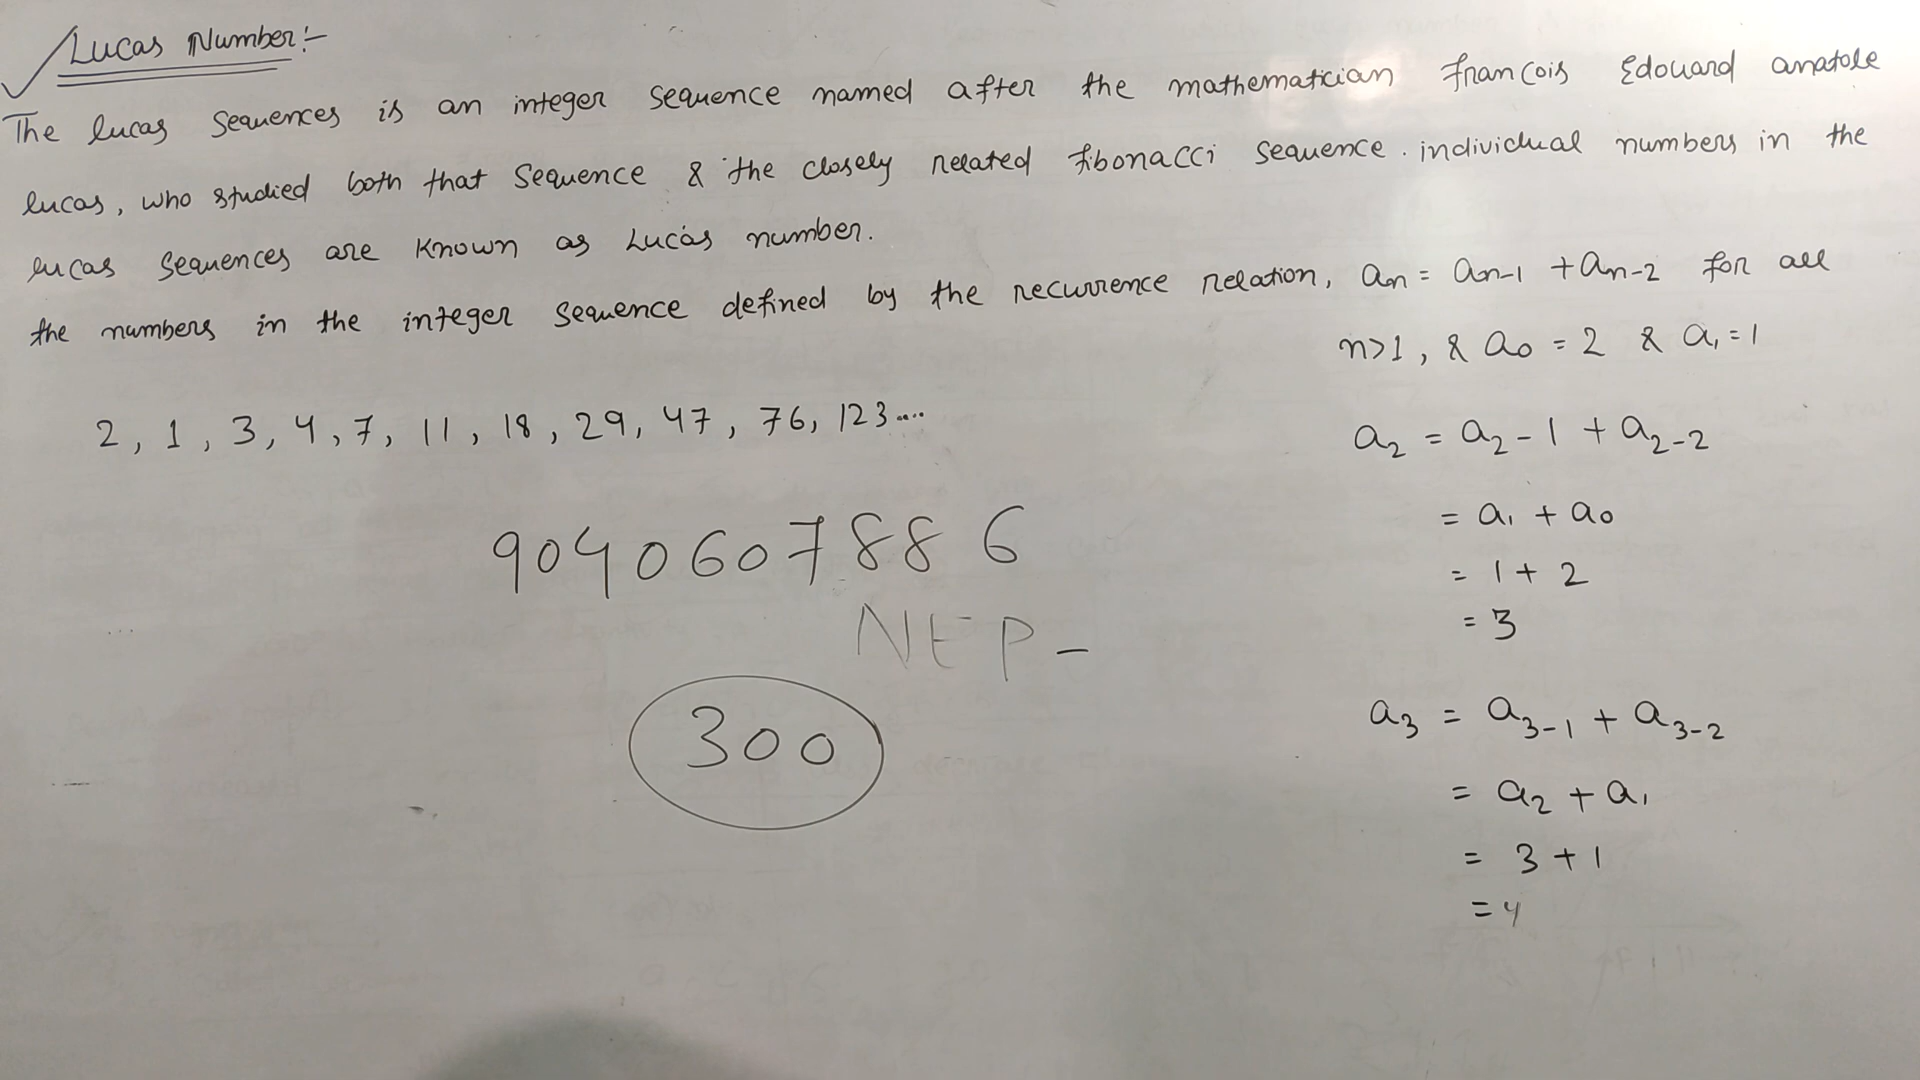 Lucas Number:-
The lucas sequences is an integer sequence named after the mathematician francois Edouard anatole
lucas, who studied both that sequence & the closely related fibonacci sequence. individual numbers in the
lucas sequences are known as Lucas number.
the numbers in the integer sequence defined by the recurrence relation, an = an-1 + an-2 for all
n>1, & a0 = 2 & a1 = 1
2, 1, 3, 4, 7, 11, 18, 29, 47, 76, 123....
a2 = a2-1 + a2-2
= a1 + a0
= 1 + 2
= 3
9040607886
NEP-
300
a3 = a3-1 + a3-2
= a2 + a1
= 3 + 1
= 4